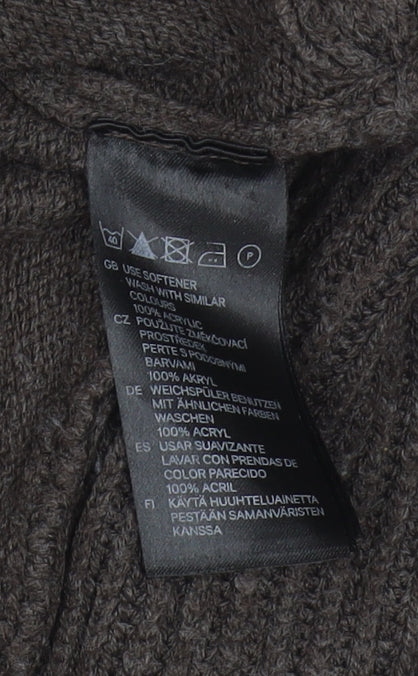 40 P
GB USE SOFTENER
WASH WITH SIMILAR
COLOURS
100% ACRYLIC
CZ POUŽIJTE ZMĚKČOVACÍ
PROSTŘEDEK
PERTE S PODOBNÝMI
BARVAMI
100% AKRYL
DE WEICHSPÜLER BENUTZEN
MIT ÄHNLICHEN FARBEN
WASCHEN
100% ACRYL
ES USAR SUAVIZANTE
LAVAR CON PRENDAS DE
COLOR PARECIDO
100% ACRIL
FI KÄYTÄ HUUHTELUAINETTA
PESTÄÄN SAMANVÄRISTEN
KANSSA